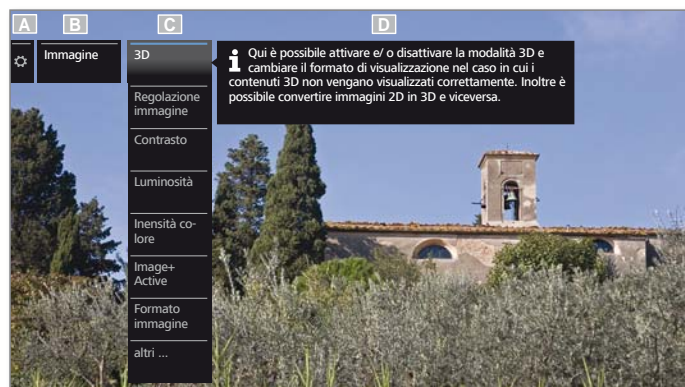 A B C D
Immagine
3D
Regolazione
immagine
Contrasto
Luminosità
Inensità co-
lore
Image+
Active
Formato
immagine
altri ...
Qui è possibile attivare e/ o disattivare la modalità 3D e
cambiare il formato di visualizzazione nel caso in cui i
contenuti 3D non vengano visualizzati correttamente. Inoltre è
possibile convertire immagini 2D in 3D e viceversa.